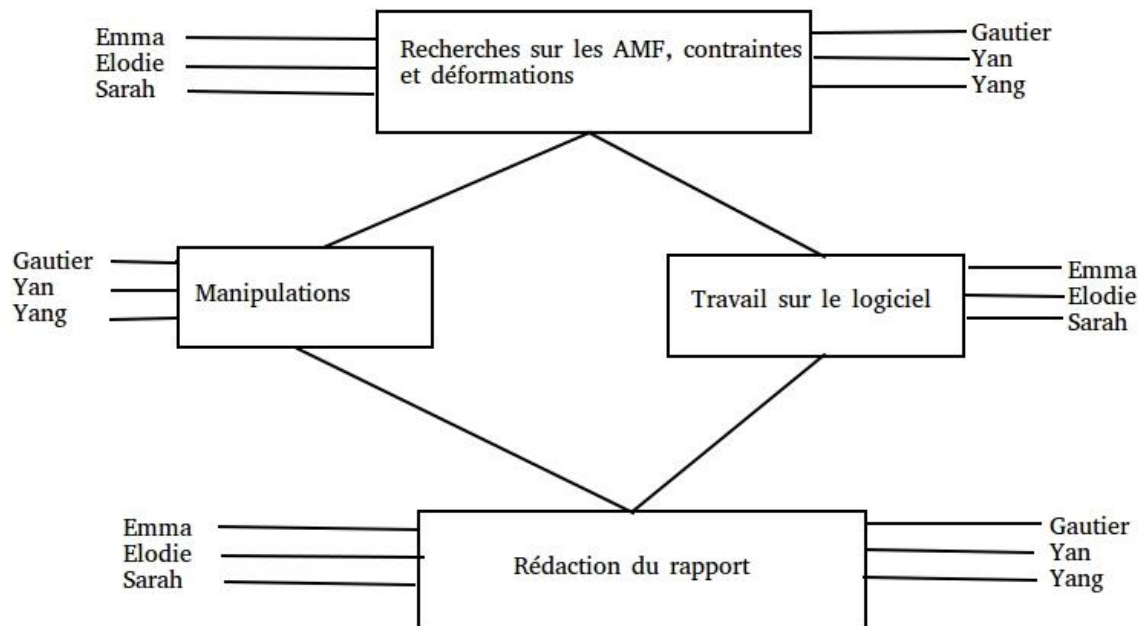 Emma
Elodie
Sarah
Recherches sur les AMF, contraintes
et déformations
Gautier
Yan
Yang
Gautier
Yan
Yang
Manipulations
Travail sur le logiciel
Emma
Elodie
Sarah
Emma
Elodie
Sarah
Rédaction du rapport
Gautier
Yan
Yang